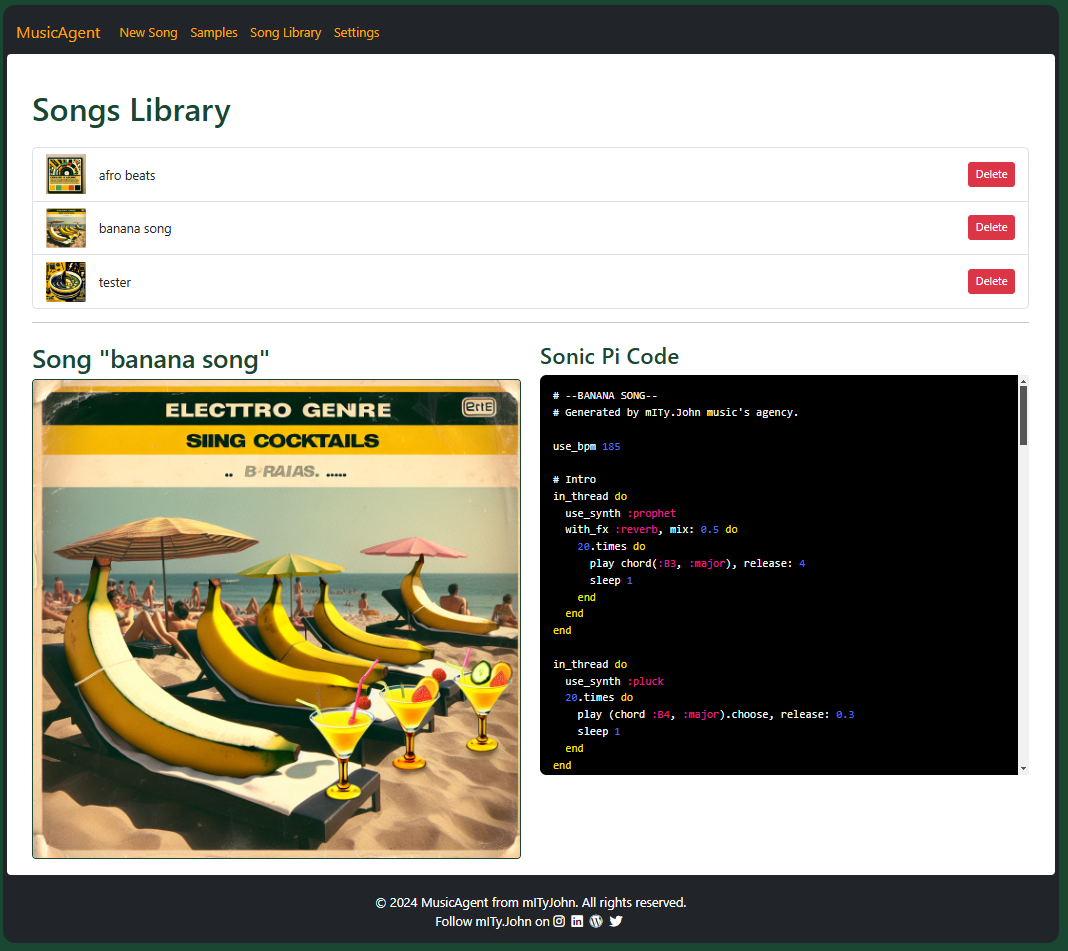 MusicAgent New Song Samples Song Library Settings
Songs Library
afro beats Delete
banana song Delete
tester Delete
Song "banana song"
ELECTTRO GENRE
SIING COCKTAILS
.. B·RAIAS. .....
Sonic Pi Code
# --BANANA SONG--
# Generated by mITy.John music's agency.
use_bpm 185
# Intro
in_thread do
use_synth :prophet
with_fx :reverb, mix: 0.5 do
20.times do
play chord(:B3, :major), release: 4
sleep 1
end
end
end
in_thread do
use_synth :pluck
20.times do
play (chord :B4, :major).choose, release: 0.3
sleep 1
end
end
© 2024 MusicAgent from mITyJohn. All rights reserved.
Follow mITy.John on